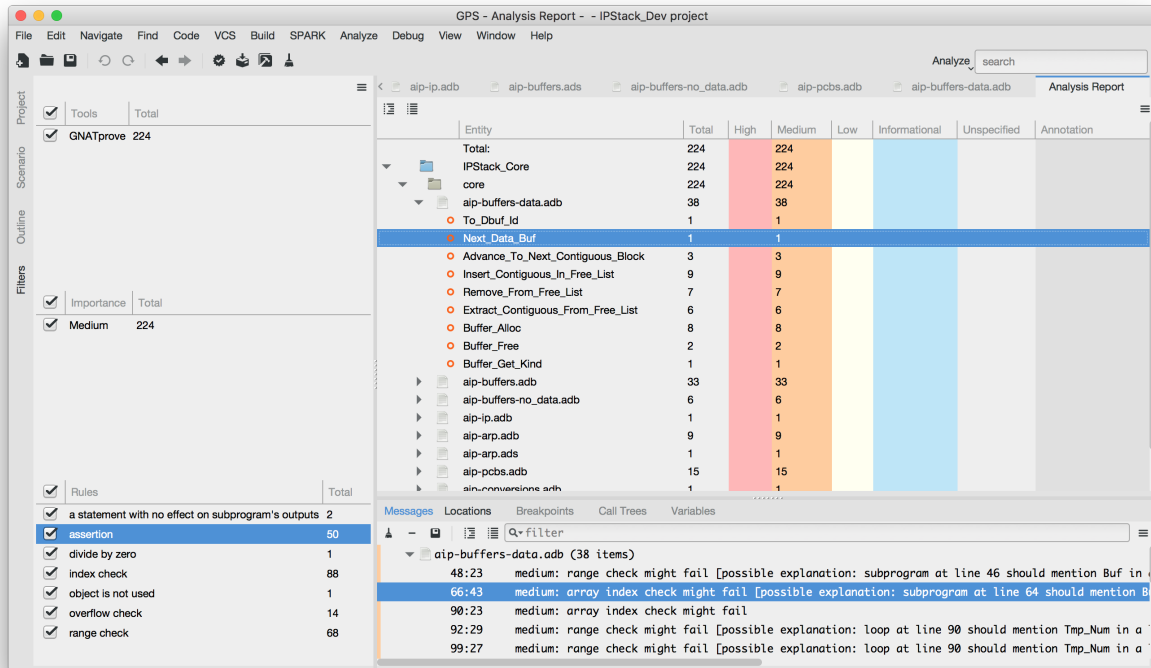 GPS - Analysis Report - - IPStack_Dev project
File Edit Navigate Find Code VCS Build SPARK Analyze Debug View Window Help
Analyze search
Project
Scenario
Outline
Filters
Tools Total
GNATprove 224
Importance Total
Medium 224
Rules Total
a statement with no effect on subprogram's outputs 2
assertion 50
divide by zero 1
index check 88
object is not used 1
overflow check 14
range check 68
aip-ip.adb aip-buffers.ads aip-buffers-no_data.adb aip-pcbs.adb aip-buffers-data.adb Analysis Report
Entity Total High Medium Low Informational Unspecified Annotation
Total: 224 224
IPStack_Core 224 224
core 224 224
aip-buffers-data.adb 38 38
To_Dbuf_Id 1 1
Next_Data_Buf 1 1
Advance_To_Next_Contiguous_Block 3 3
Insert_Contiguous_In_Free_List 9 9
Remove_From_Free_List 7 7
Extract_Contiguous_From_Free_List 6 6
Buffer_Alloc 8 8
Buffer_Free 2 2
Buffer_Get_Kind 1 1
aip-buffers.adb 33 33
aip-buffers-no_data.adb 6 6
aip-ip.adb 1 1
aip-arp.adb 9 9
aip-arp.ads 1 1
aip-pcbs.adb 15 15
aip-conversions.adb 1 1
Messages Locations Breakpoints Call Trees Variables
filter
aip-buffers-data.adb (38 items)
48:23 medium: range check might fail [possible explanation: subprogram at line 46 should mention Buf in
66:43 medium: array index check might fail [possible explanation: subprogram at line 64 should mention
90:23 medium: array index check might fail
92:29 medium: range check might fail [possible explanation: loop at line 90 should mention Tmp_Num in a
99:27 medium: range check might fail [possible explanation: loop at line 90 should mention Tmp_Num in a